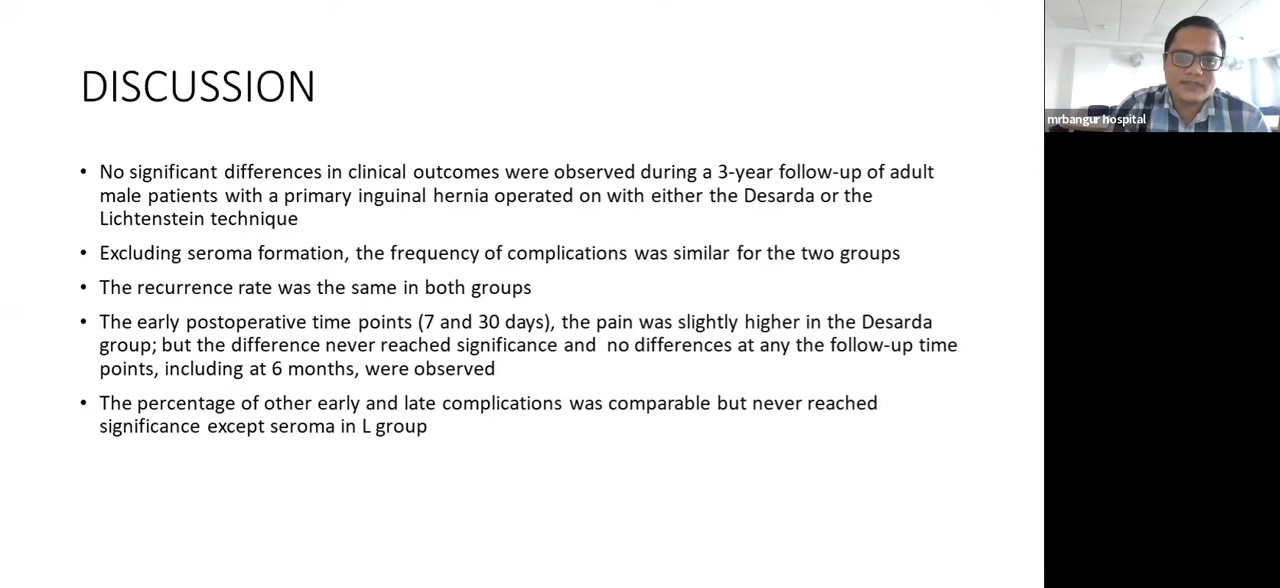 DISCUSSION
• No significant differences in clinical outcomes were observed during a 3-year follow-up of adult
male patients with a primary inguinal hernia operated on with either the Desarda or the
Lichtenstein technique
• Excluding seroma formation, the frequency of complications was similar for the two groups
• The recurrence rate was the same in both groups
• The early postoperative time points (7 and 30 days), the pain was slightly higher in the Desarda
group; but the difference never reached significance and  no differences at any the follow-up time
points, including at 6 months, were observed
• The percentage of other early and late complications was comparable but never reached
significance except seroma in L group
mrbangur hospital